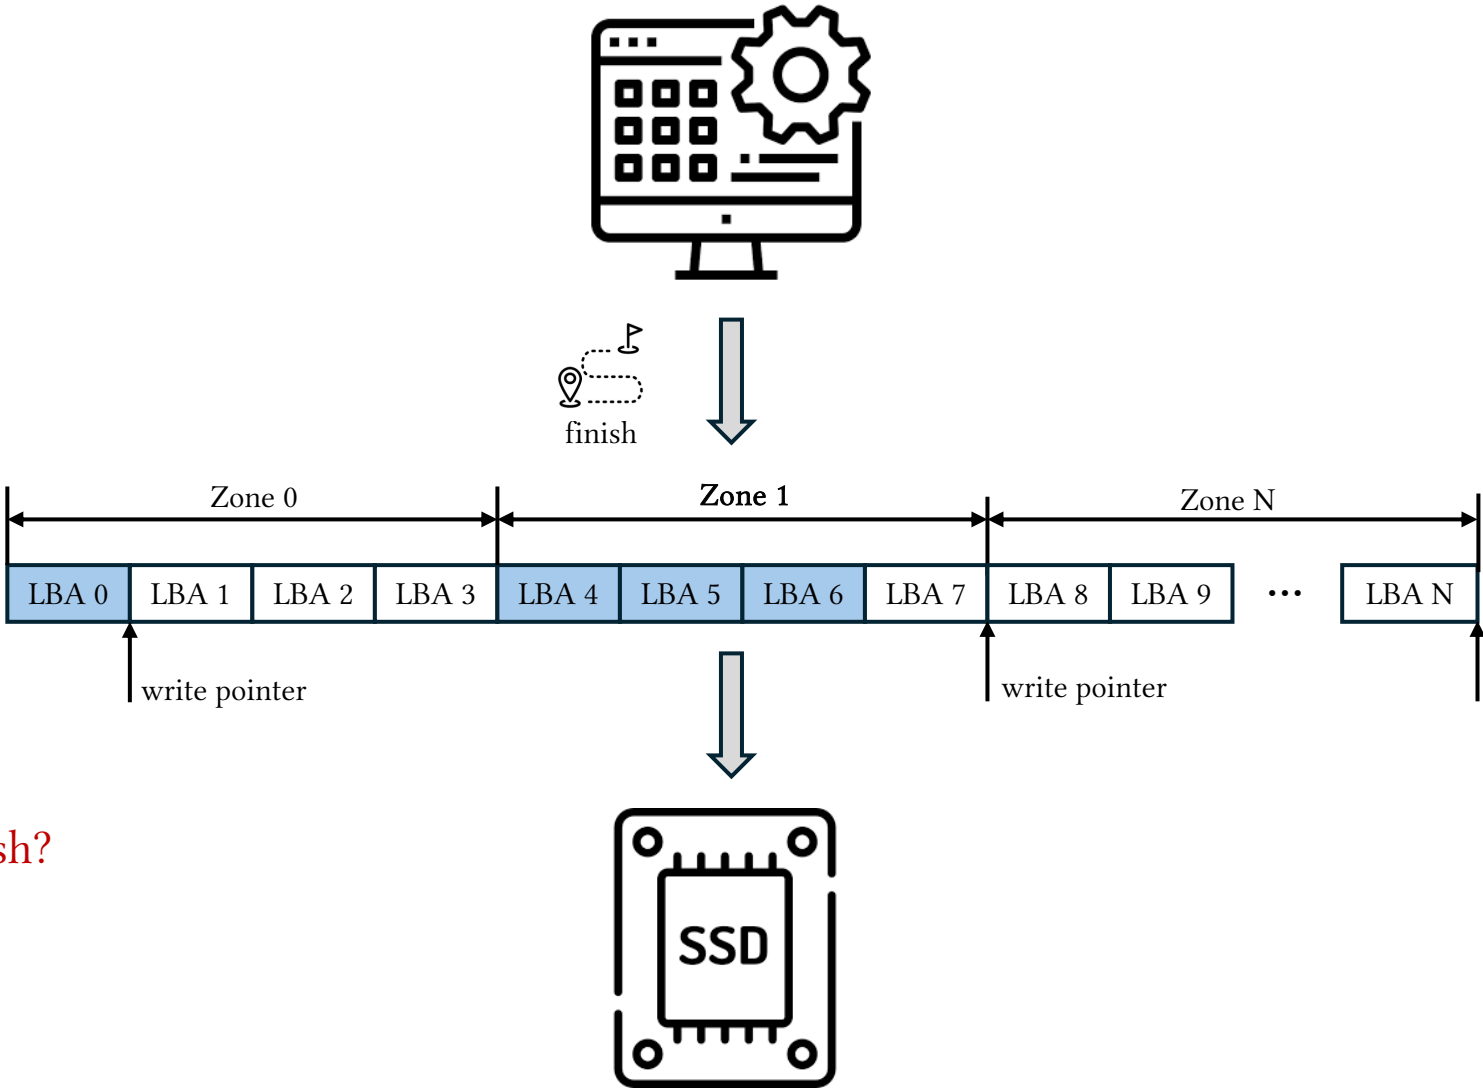 finish
Zone 0
Zone 1
Zone N
LBA 0 LBA 1 LBA 2 LBA 3 LBA 4 LBA 5 LBA 6 LBA 7 LBA 8 LBA 9 ... LBA N
write pointer
write pointer
sh?
SSD